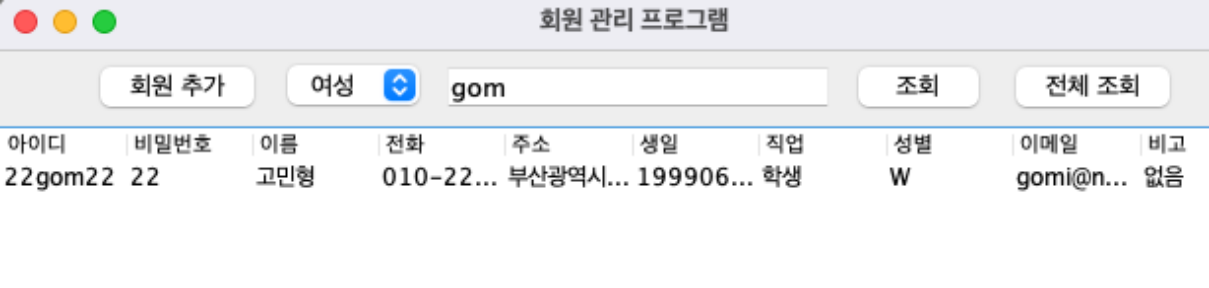 회원 관리 프로그램
회원 추가 여성 gom 조회 전체 조회
아이디 비밀번호 이름 전화 주소 생일 직업 성별 이메일 비고
22gom22 22 고민형 010-22... 부산광역시... 199906... 학생 W gomi@n... 없음